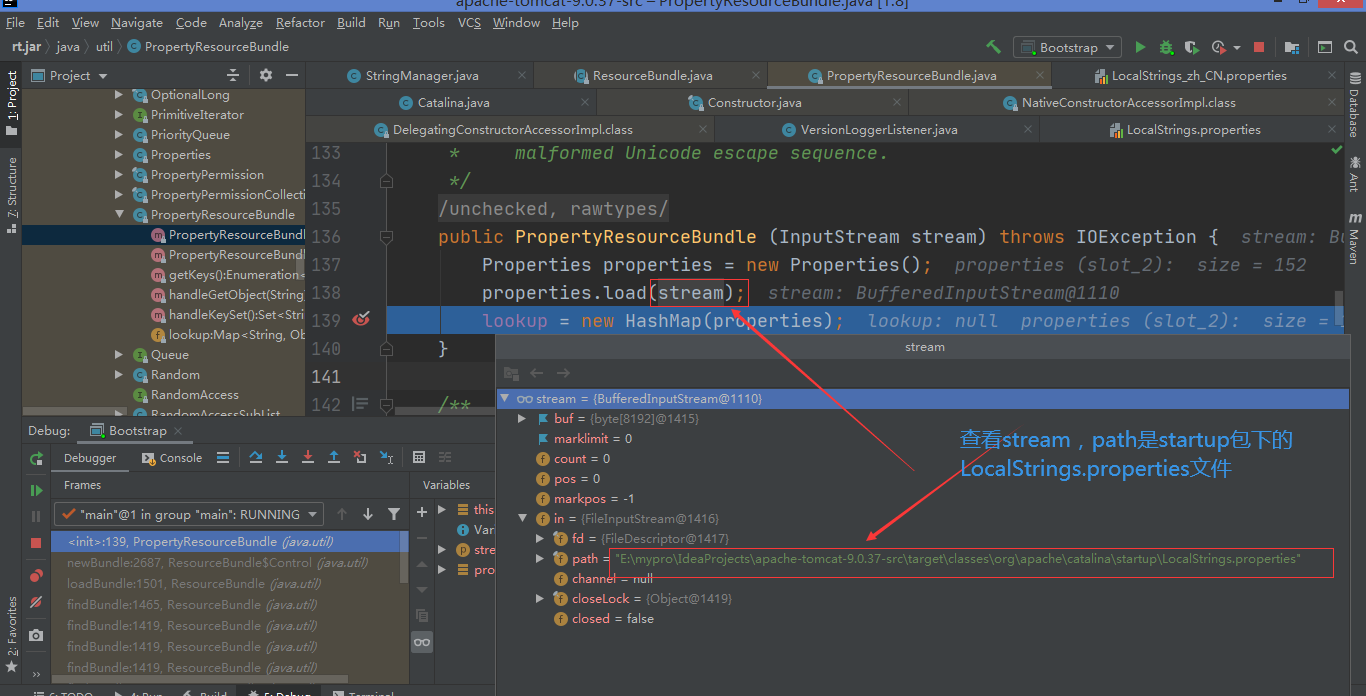 apache-tomcat-9.0.37-src – PropertyResourceBundle.java [1.8]
File Edit View Navigate Code Analyze Refactor Build Run Tools VCS Window Help
rt.jar java util PropertyResourceBundle
Bootstrap
1: Project
7: Structure
2: Favorites
Project
StringManager.java ResourceBundle.java PropertyResourceBundle.java LocalStrings_zh_CN.properties
Catalina.java Constructor.java NativeConstructorAccessorImpl.class
DelegatingConstructorAccessorImpl.class VersionLoggerListener.java LocalStrings.properties
Database
Ant
Maven
OptionalLong
PrimitiveIterator
PriorityQueue
Properties
PropertyPermission
PropertyPermissionCollecti
PropertyResourceBundle
PropertyResourceBundl
PropertyResourceBundl
getKeys():Enumeration<
handleGetObject(String
handleKeySet():Set<Stri
lookup:Map<String, Ob
Queue
Random
RandomAccess
RandomAccessSubList
133 * malformed Unicode escape sequence.
134 */
135 /unchecked, rawtypes/
136 public PropertyResourceBundle (InputStream stream) throws IOException { stream: Bu
137 Properties properties = new Properties(); properties (slot_2): size = 152
138 properties.load(stream); stream: BufferedInputStream@1110
139 lookup = new HashMap(properties); lookup: null properties (slot_2): size = 1
140 }
141
142 /**
Debug: Bootstrap
Debugger Console
Frames
Variables
"main"@1 in group "main": RUNNING
<init>:139, PropertyResourceBundle (java.util)
newBundle:2687, ResourceBundle$Control (java.util)
loadBundle:1501, ResourceBundle (java.util)
findBundle:1465, ResourceBundle (java.util)
findBundle:1419, ResourceBundle (java.util)
findBundle:1419, ResourceBundle (java.util)
findBundle:1419, ResourceBundle (java.util)
this
Var
stre
pro
stream
stream = {BufferedInputStream@1110}
buf = {byte[8192]@1415}
marklimit = 0
count = 0
pos = 0
markpos = -1
in = {FileInputStream@1416}
fd = {FileDescriptor@1417}
path = "E:\mypro\IdeaProjects\apache-tomcat-9.0.37-src\target\classes\org\apache\catalina\startup\LocalStrings.properties"
channel = null
closeLock = {Object@1419}
closed = false
查看stream，path是startup包下的
LocalStrings.properties文件
6: TODO 4: Run Build 5: Debug Terminal